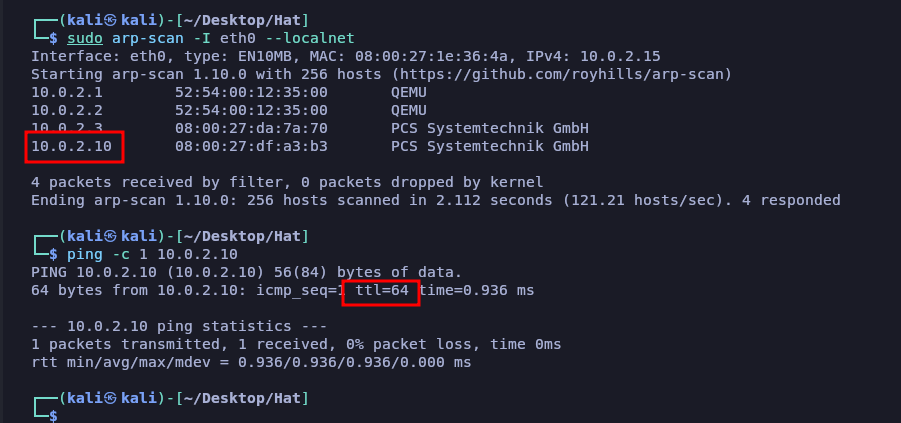 ┌──(kali㉿kali)-[~/Desktop/Hat]
└─$ sudo arp-scan -I eth0 --localnet
Interface: eth0, type: EN10MB, MAC: 08:00:27:1e:36:4a, IPv4: 10.0.2.15
Starting arp-scan 1.10.0 with 256 hosts (https://github.com/royhills/arp-scan)
10.0.2.1 52:54:00:12:35:00 QEMU
10.0.2.2 52:54:00:12:35:00 QEMU
10.0.2.3 08:00:27:da:7a:70 PCS Systemtechnik GmbH
10.0.2.10 08:00:27:df:a3:b3 PCS Systemtechnik GmbH
4 packets received by filter, 0 packets dropped by kernel
Ending arp-scan 1.10.0: 256 hosts scanned in 2.112 seconds (121.21 hosts/sec). 4 responded
┌──(kali㉿kali)-[~/Desktop/Hat]
└─$ ping -c 1 10.0.2.10
PING 10.0.2.10 (10.0.2.10) 56(84) bytes of data.
64 bytes from 10.0.2.10: icmp_seq=1 ttl=64 time=0.936 ms
--- 10.0.2.10 ping statistics ---
1 packets transmitted, 1 received, 0% packet loss, time 0ms
rtt min/avg/max/mdev = 0.936/0.936/0.936/0.000 ms
┌──(kali㉿kali)-[~/Desktop/Hat]
└─$